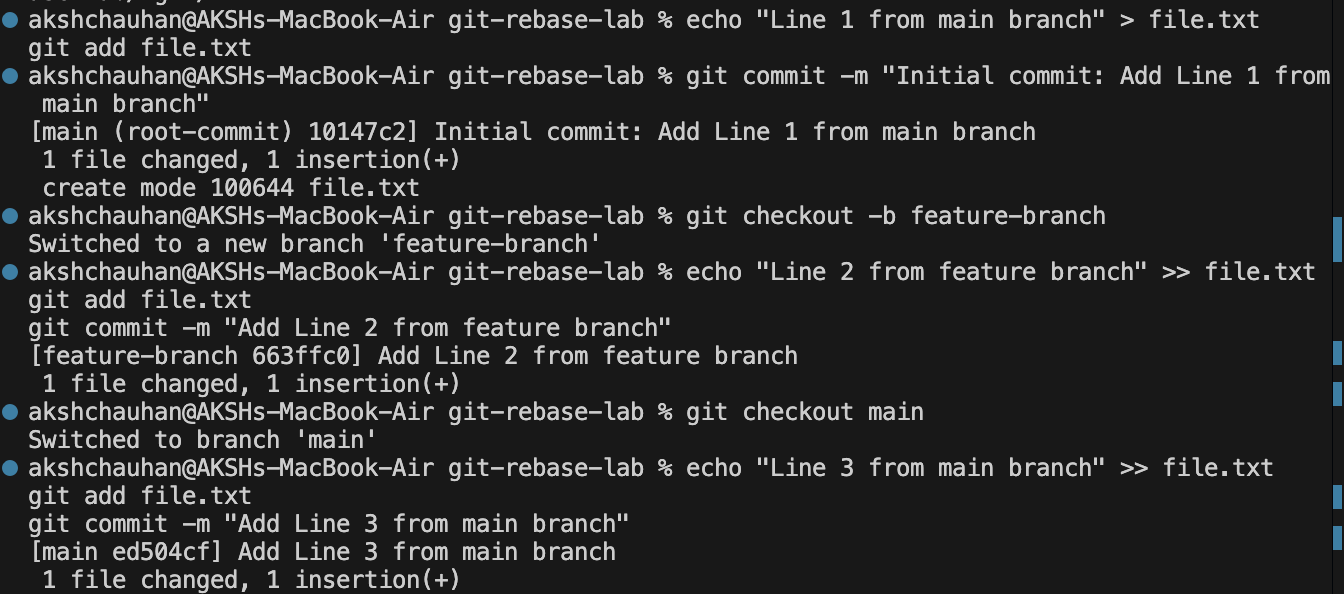 akshchauhan@AKSHs-MacBook-Air git-rebase-lab % echo "Line 1 from main branch" > file.txt
git add file.txt
akshchauhan@AKSHs-MacBook-Air git-rebase-lab % git commit -m "Initial commit: Add Line 1 from
 main branch"
[main (root-commit) 10147c2] Initial commit: Add Line 1 from main branch
 1 file changed, 1 insertion(+)
 create mode 100644 file.txt
akshchauhan@AKSHs-MacBook-Air git-rebase-lab % git checkout -b feature-branch
Switched to a new branch 'feature-branch'
akshchauhan@AKSHs-MacBook-Air git-rebase-lab % echo "Line 2 from feature branch" >> file.txt
git add file.txt
git commit -m "Add Line 2 from feature branch"
[feature-branch 663ffc0] Add Line 2 from feature branch
 1 file changed, 1 insertion(+)
akshchauhan@AKSHs-MacBook-Air git-rebase-lab % git checkout main
Switched to branch 'main'
akshchauhan@AKSHs-MacBook-Air git-rebase-lab % echo "Line 3 from main branch" >> file.txt
git add file.txt
git commit -m "Add Line 3 from main branch"
[main ed504cf] Add Line 3 from main branch
 1 file changed, 1 insertion(+)